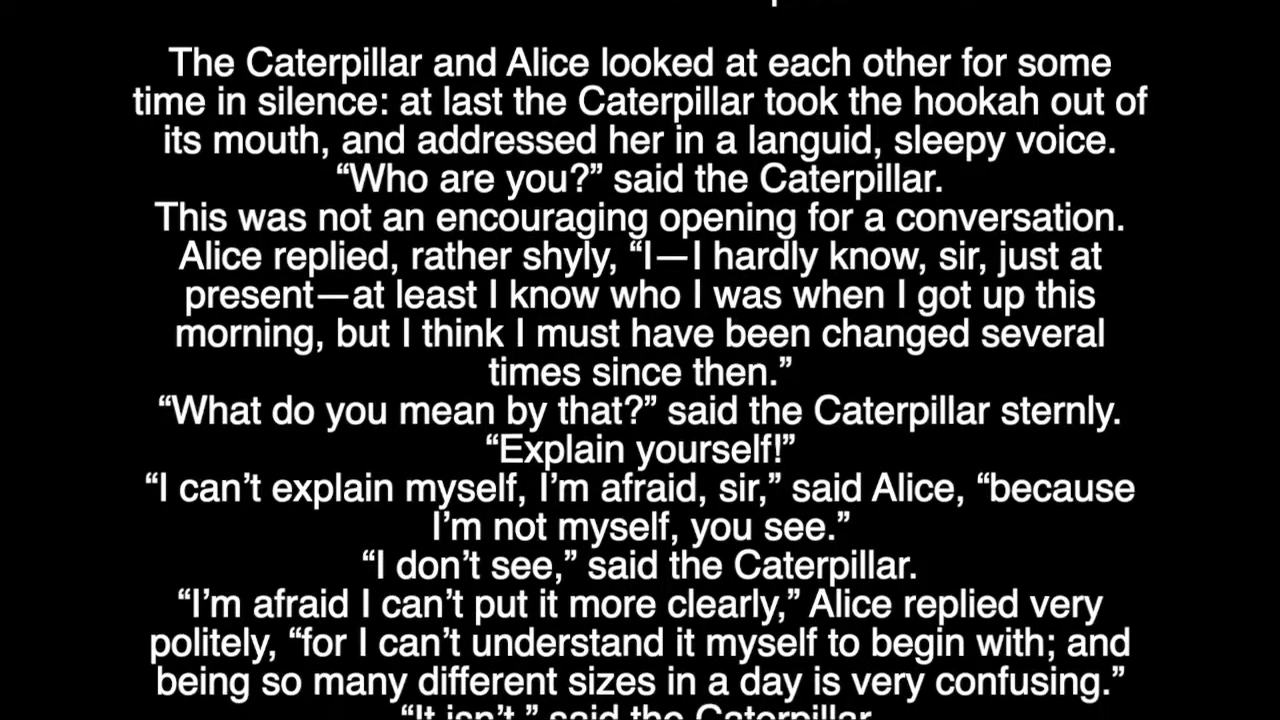 The Caterpillar and Alice looked at each other for some
time in silence: at last the Caterpillar took the hookah out of
its mouth, and addressed her in a languid, sleepy voice.
“Who are you?” said the Caterpillar.
This was not an encouraging opening for a conversation.
Alice replied, rather shyly, “I—I hardly know, sir, just at
present—at least I know who I was when I got up this
morning, but I think I must have been changed several
times since then.”
“What do you mean by that?” said the Caterpillar sternly.
“Explain yourself!”
“I can’t explain myself, I’m afraid, sir,” said Alice, “because
I’m not myself, you see.”
“I don’t see,” said the Caterpillar.
“I’m afraid I can’t put it more clearly,” Alice replied very
politely, “for I can’t understand it myself to begin with; and
being so many different sizes in a day is very confusing.”
“It isn’t,” said the Caterpillar.